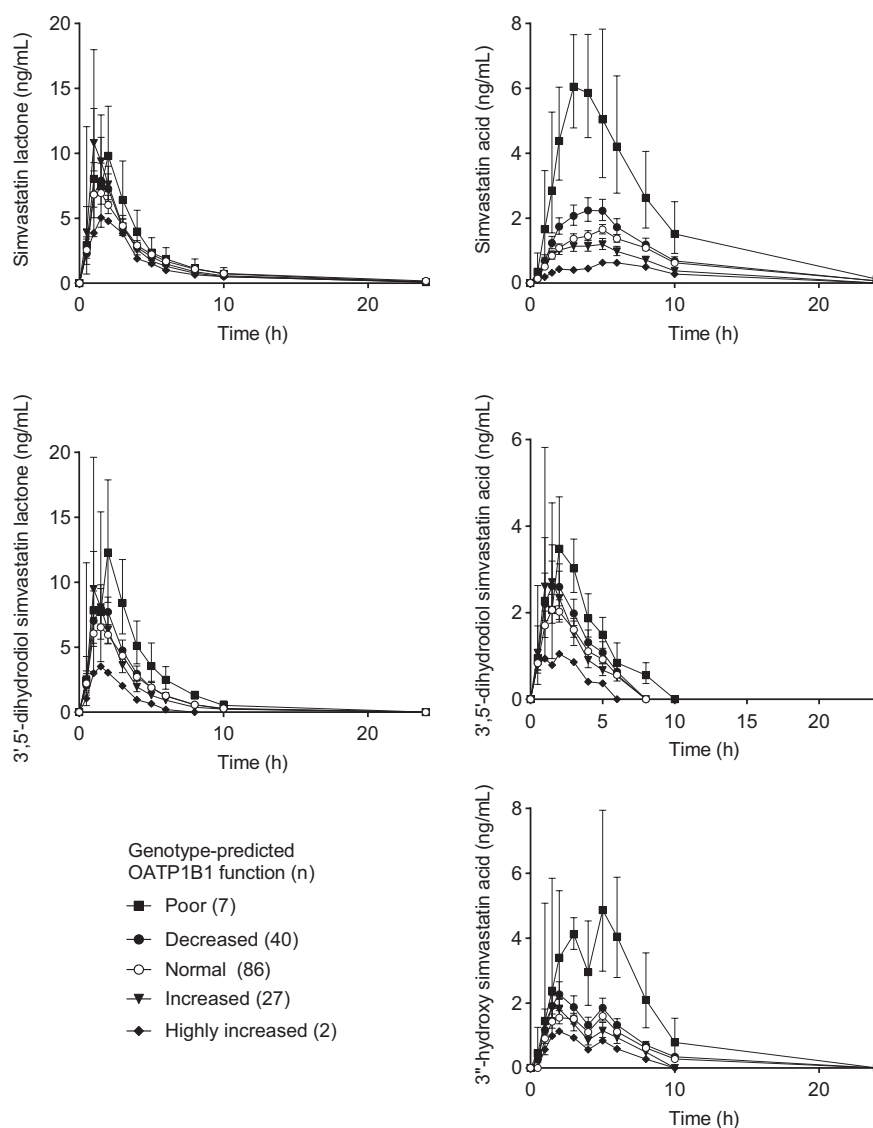 Simvastatin lactone (ng/mL)
20
15
10
5
0
0 10 20
Time (h)
Simvastatin acid (ng/mL)
8
6
4
2
0
0 10 20
Time (h)
3',5'-dihydrodiol simvastatin lactone (ng/mL)
20
15
10
5
0
0 10 20
Time (h)
3',5'-dihydrodiol simvastatin acid (ng/mL)
6
4
2
0
0 5 10 15 20
Time (h)
Genotype-predicted
OATP1B1 function (n)
Poor (7)
Decreased (40)
Normal (86)
Increased (27)
Highly increased (2)
3"-hydroxy simvastatin acid (ng/mL)
8
6
4
2
0
0 10 20
Time (h)